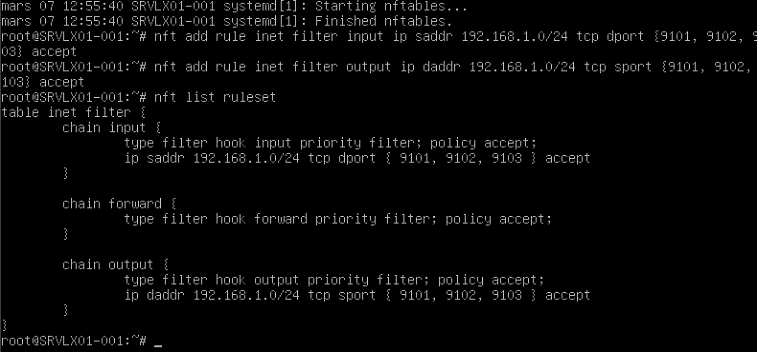 mars 07 12:55:40 SRVLX01-001 systemd[1]: Starting nftables...
mars 07 12:55:40 SRVLX01-001 systemd[1]: Finished nftables.
root@SRVLX01-001:~# nft add rule inet filter input ip saddr 192.168.1.0/24 tcp dport {9101, 9102, 9
03} accept
root@SRVLX01-001:~# nft add rule inet filter output ip daddr 192.168.1.0/24 tcp sport {9101, 9102,
103} accept
root@SRVLX01-001:~# nft list ruleset
table inet filter {
        chain input {
                type filter hook input priority filter; policy accept;
                ip saddr 192.168.1.0/24 tcp dport { 9101, 9102, 9103 } accept
        }

        chain forward {
                type filter hook forward priority filter; policy accept;
        }

        chain output {
                type filter hook output priority filter; policy accept;
                ip daddr 192.168.1.0/24 tcp sport { 9101, 9102, 9103 } accept
        }
}
root@SRVLX01-001:~# _